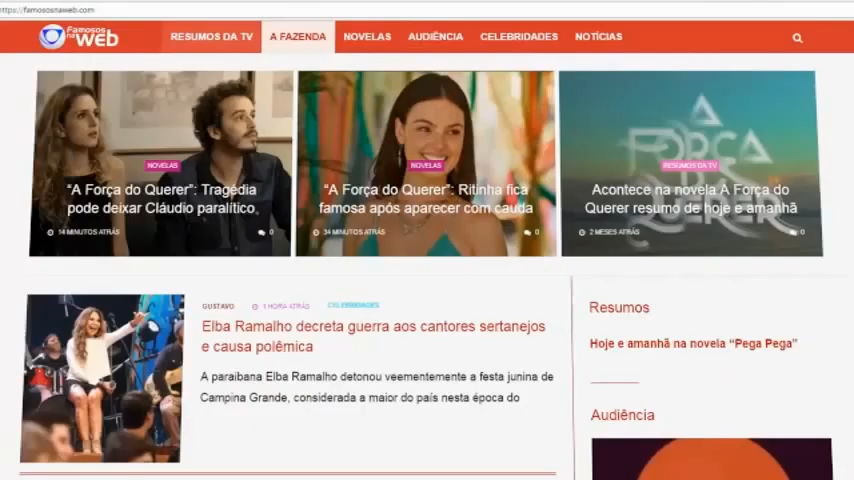 https://famososnaweb.com
Famosos
na WEB
RESUMOS DA TV
A FAZENDA
NOVELAS
AUDIÊNCIA
CELEBRIDADES
NOTÍCIAS
NOVELAS
“A Força do Querer”: Tragédia
pode deixar Cláudio paralítico
14 MINUTOS ATRÁS
0
NOVELAS
“A Força do Querer”: Ritinha fica
famosa após aparecer com cauda
34 MINUTOS ATRÁS
0
A
FORÇA
DO
QUERER
RESUMOS DA TV
Acontece na novela A Força do
Querer resumo de hoje e amanhã
2 MESES ATRÁS
0
GUSTAVO
1 HORA ATRÁS
CELEBRIDADES
Elba Ramalho decreta guerra aos cantores sertanejos
e causa polêmica
A paraibana Elba Ramalho detonou veementemente a festa junina de
Campina Grande, considerada a maior do país nesta época do
Resumos
Hoje e amanhã na novela “Pega Pega”
Audiência